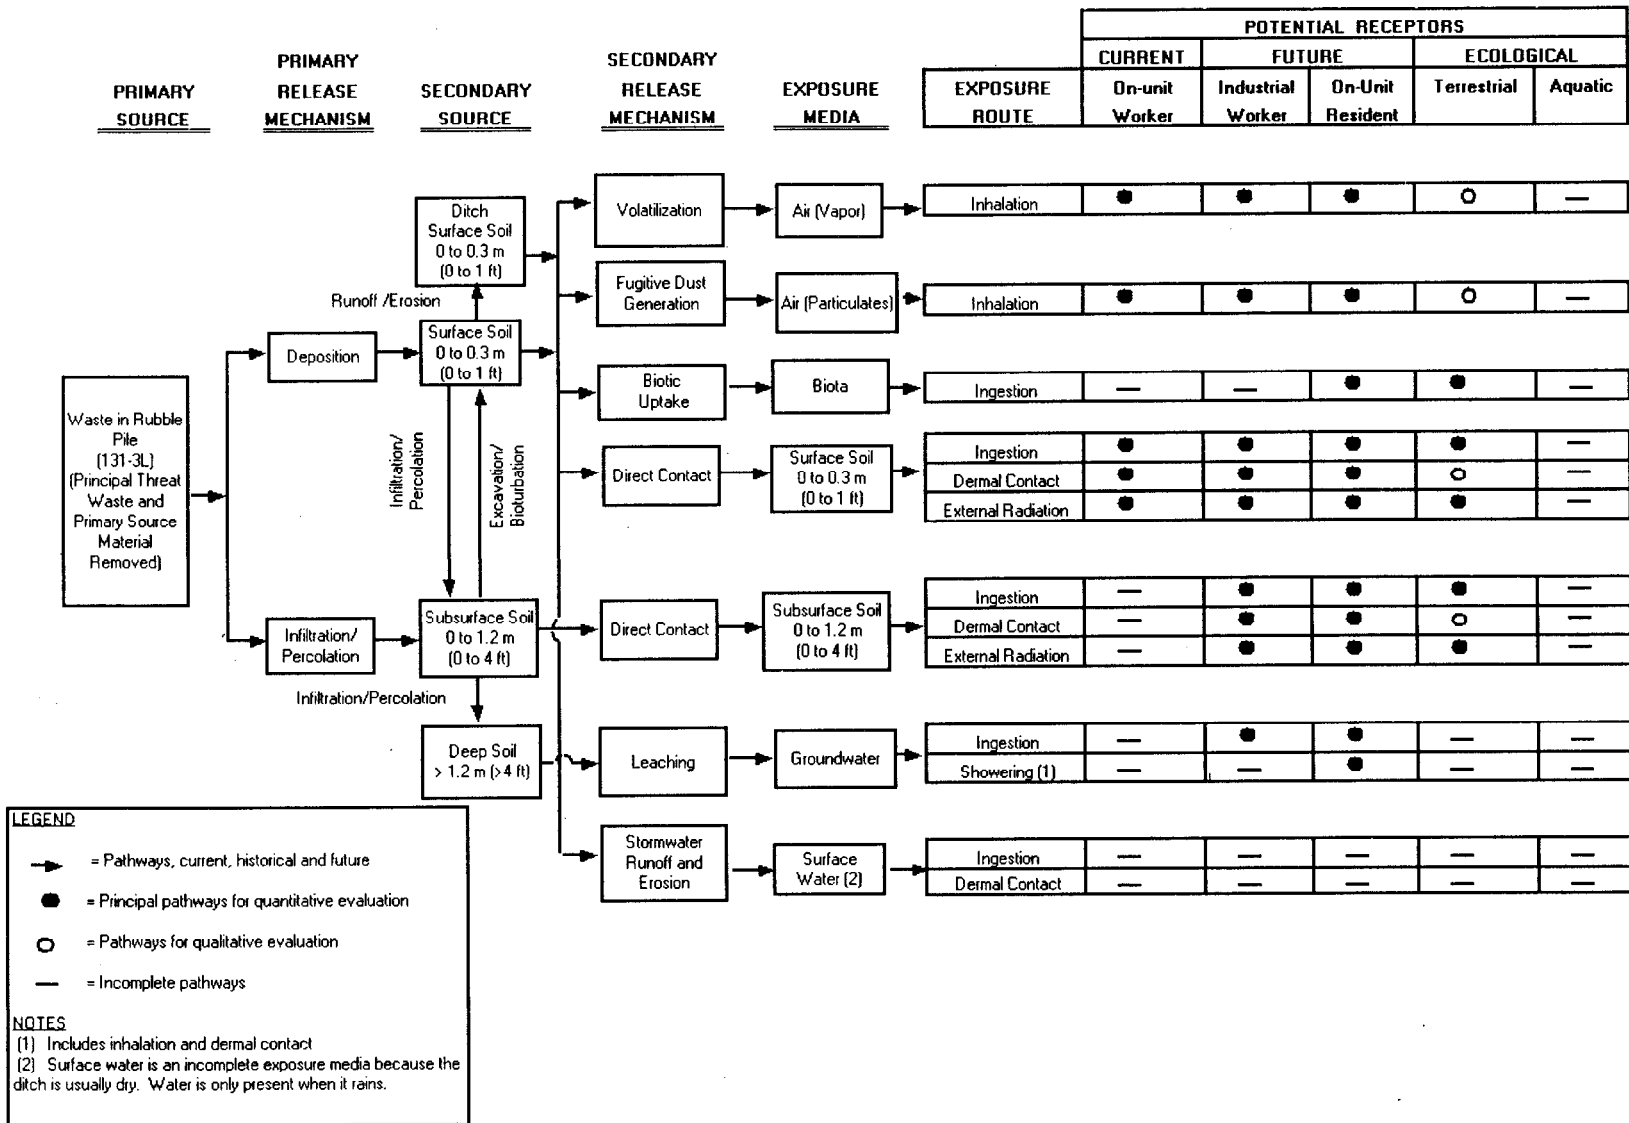 POTENTIAL RECEPTORS
CURRENT FUTURE ECOLOGICAL
On-unit Worker
Industrial Worker
On-Unit Resident
Terrestrial
Aquatic
PRIMARY
SOURCE
PRIMARY
RELEASE
MECHANISM
SECONDARY
SOURCE
SECONDARY
RELEASE
MECHANISM
EXPOSURE
MEDIA
EXPOSURE
ROUTE
Ditch
Surface Soil
0 to 0.3 m
(0 to 1 ft)
Volatilization
Air (Vapor)
Inhalation
Runoff /Erosion
Fugitive Dust
Generation
Air (Particulates)
Inhalation
Deposition
Surface Soil
0 to 0.3 m
(0 to 1 ft)
Biotic
Uptake
Biota
Ingestion
Waste in Rubble
Pile
(131-3L)
(Principal Threat
Waste and
Primary Source
Material
Removed)
Infiltration/
Percolation
Excavation/
Bioturbation
Direct Contact
Surface Soil
0 to 0.3 m
(0 to 1 ft)
Ingestion
Dermal Contact
External Radiation
Infiltration/
Percolation
Subsurface Soil
0 to 1.2 m
(0 to 4 ft)
Direct Contact
Subsurface Soil
0 to 1.2 m
(0 to 4 ft)
Ingestion
Dermal Contact
External Radiation
Infiltration/Percolation
Deep Soil
> 1.2 m (>4 ft)
Leaching
Groundwater
Ingestion
Showering (1)
Stormwater
Runoff and
Erosion
Surface
Water (2)
Ingestion
Dermal Contact
LEGEND
= Pathways, current, historical and future
= Principal pathways for quantitative evaluation
= Pathways for qualitative evaluation
= Incomplete pathways
NOTES
(1) Includes inhalation and dermal contact
(2) Surface water is an incomplete exposure media because the
ditch is usually dry. Water is only present when it rains.